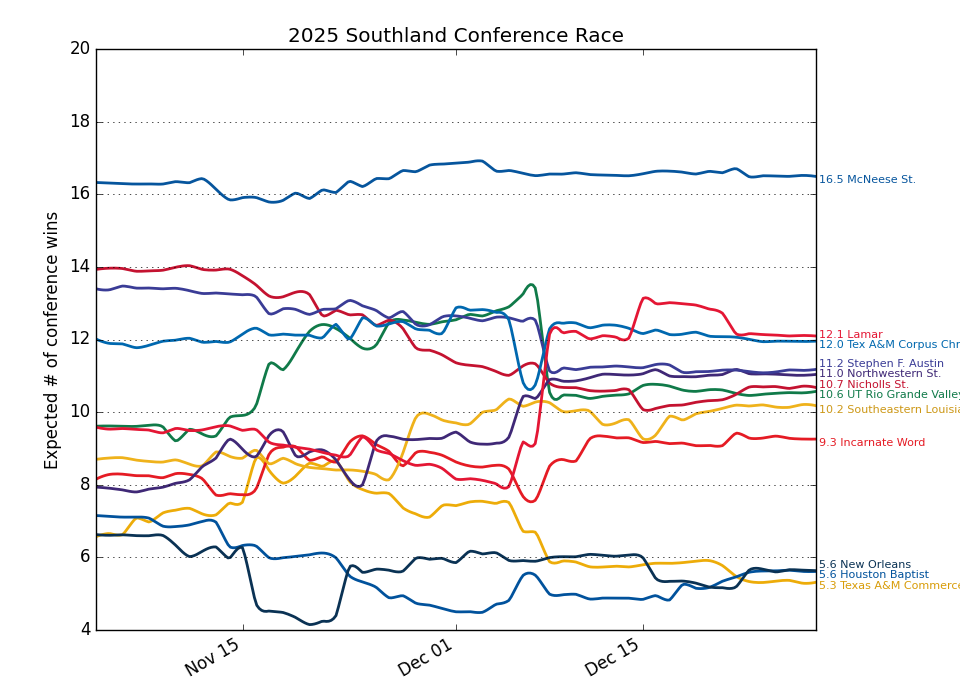 2025 Southland Conference Race
Expected # of conference wins
20
18
16
14
12
10
8
6
4
Nov 15
Dec 01
Dec 15
16.5 McNeese St.
12.1 Lamar
12.0 Tex A&M Corpus Chr
11.2 Stephen F. Austin
11.0 Northwestern St.
10.7 Nicholls St.
10.6 UT Rio Grande Valley
10.2 Southeastern Louisia
9.3 Incarnate Word
5.6 New Orleans
5.6 Houston Baptist
5.3 Texas A&M Commerce